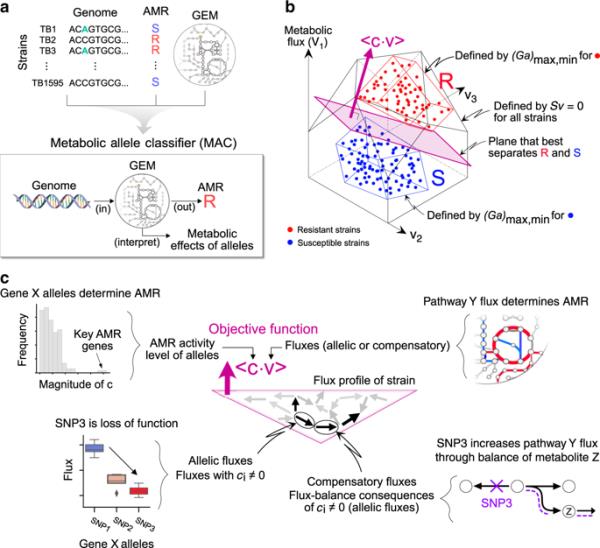 a
Genome AMR GEM
Strains
TB1 ACAGTGCG... S
TB2 ACCGTGCG... R
TB3 ACAGTGCG... R
TB1595 ACCGTGCG... S
Metabolic allele classifier (MAC)
GEM
Genome
AMR
(in)
(out)
R
(interpret)
Metabolic
effects of alleles
b
Metabolic
flux (V1)
<c·v>
Defined by (Ga)max,min for
R
v3
Defined by Sv = 0
for all strains
Plane that best
separates R and S
S
Defined by (Ga)max,min for
v2
Resistant strains
Susceptible strains
c
Gene X alleles determine AMR
Frequency
Key AMR
genes
Magnitude of c
AMR activity
level of alleles
Objective function
Fluxes (allelic or compensatory)
<c·v>
Flux profile of strain
Pathway Y flux determines AMR
SNP3 is loss of function
Flux
SNP1
SNP2
SNP3
Gene X alleles
Allelic fluxes
Fluxes with ci ≠ 0
Compensatory fluxes
Flux-balance consequences
of ci ≠ 0 (allelic fluxes)
SNP3 increases pathway Y flux
through balance of metabolite Z
SNP3
Z